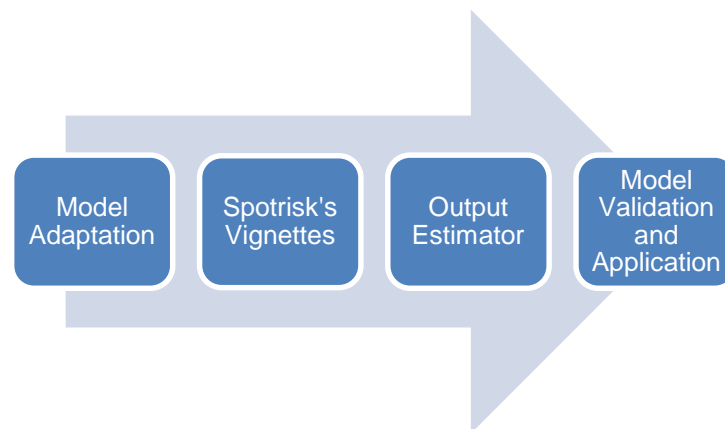 Model
Adaptation
Spotrisk's
Vignettes
Output
Estimator
Model
Validation
and
Application